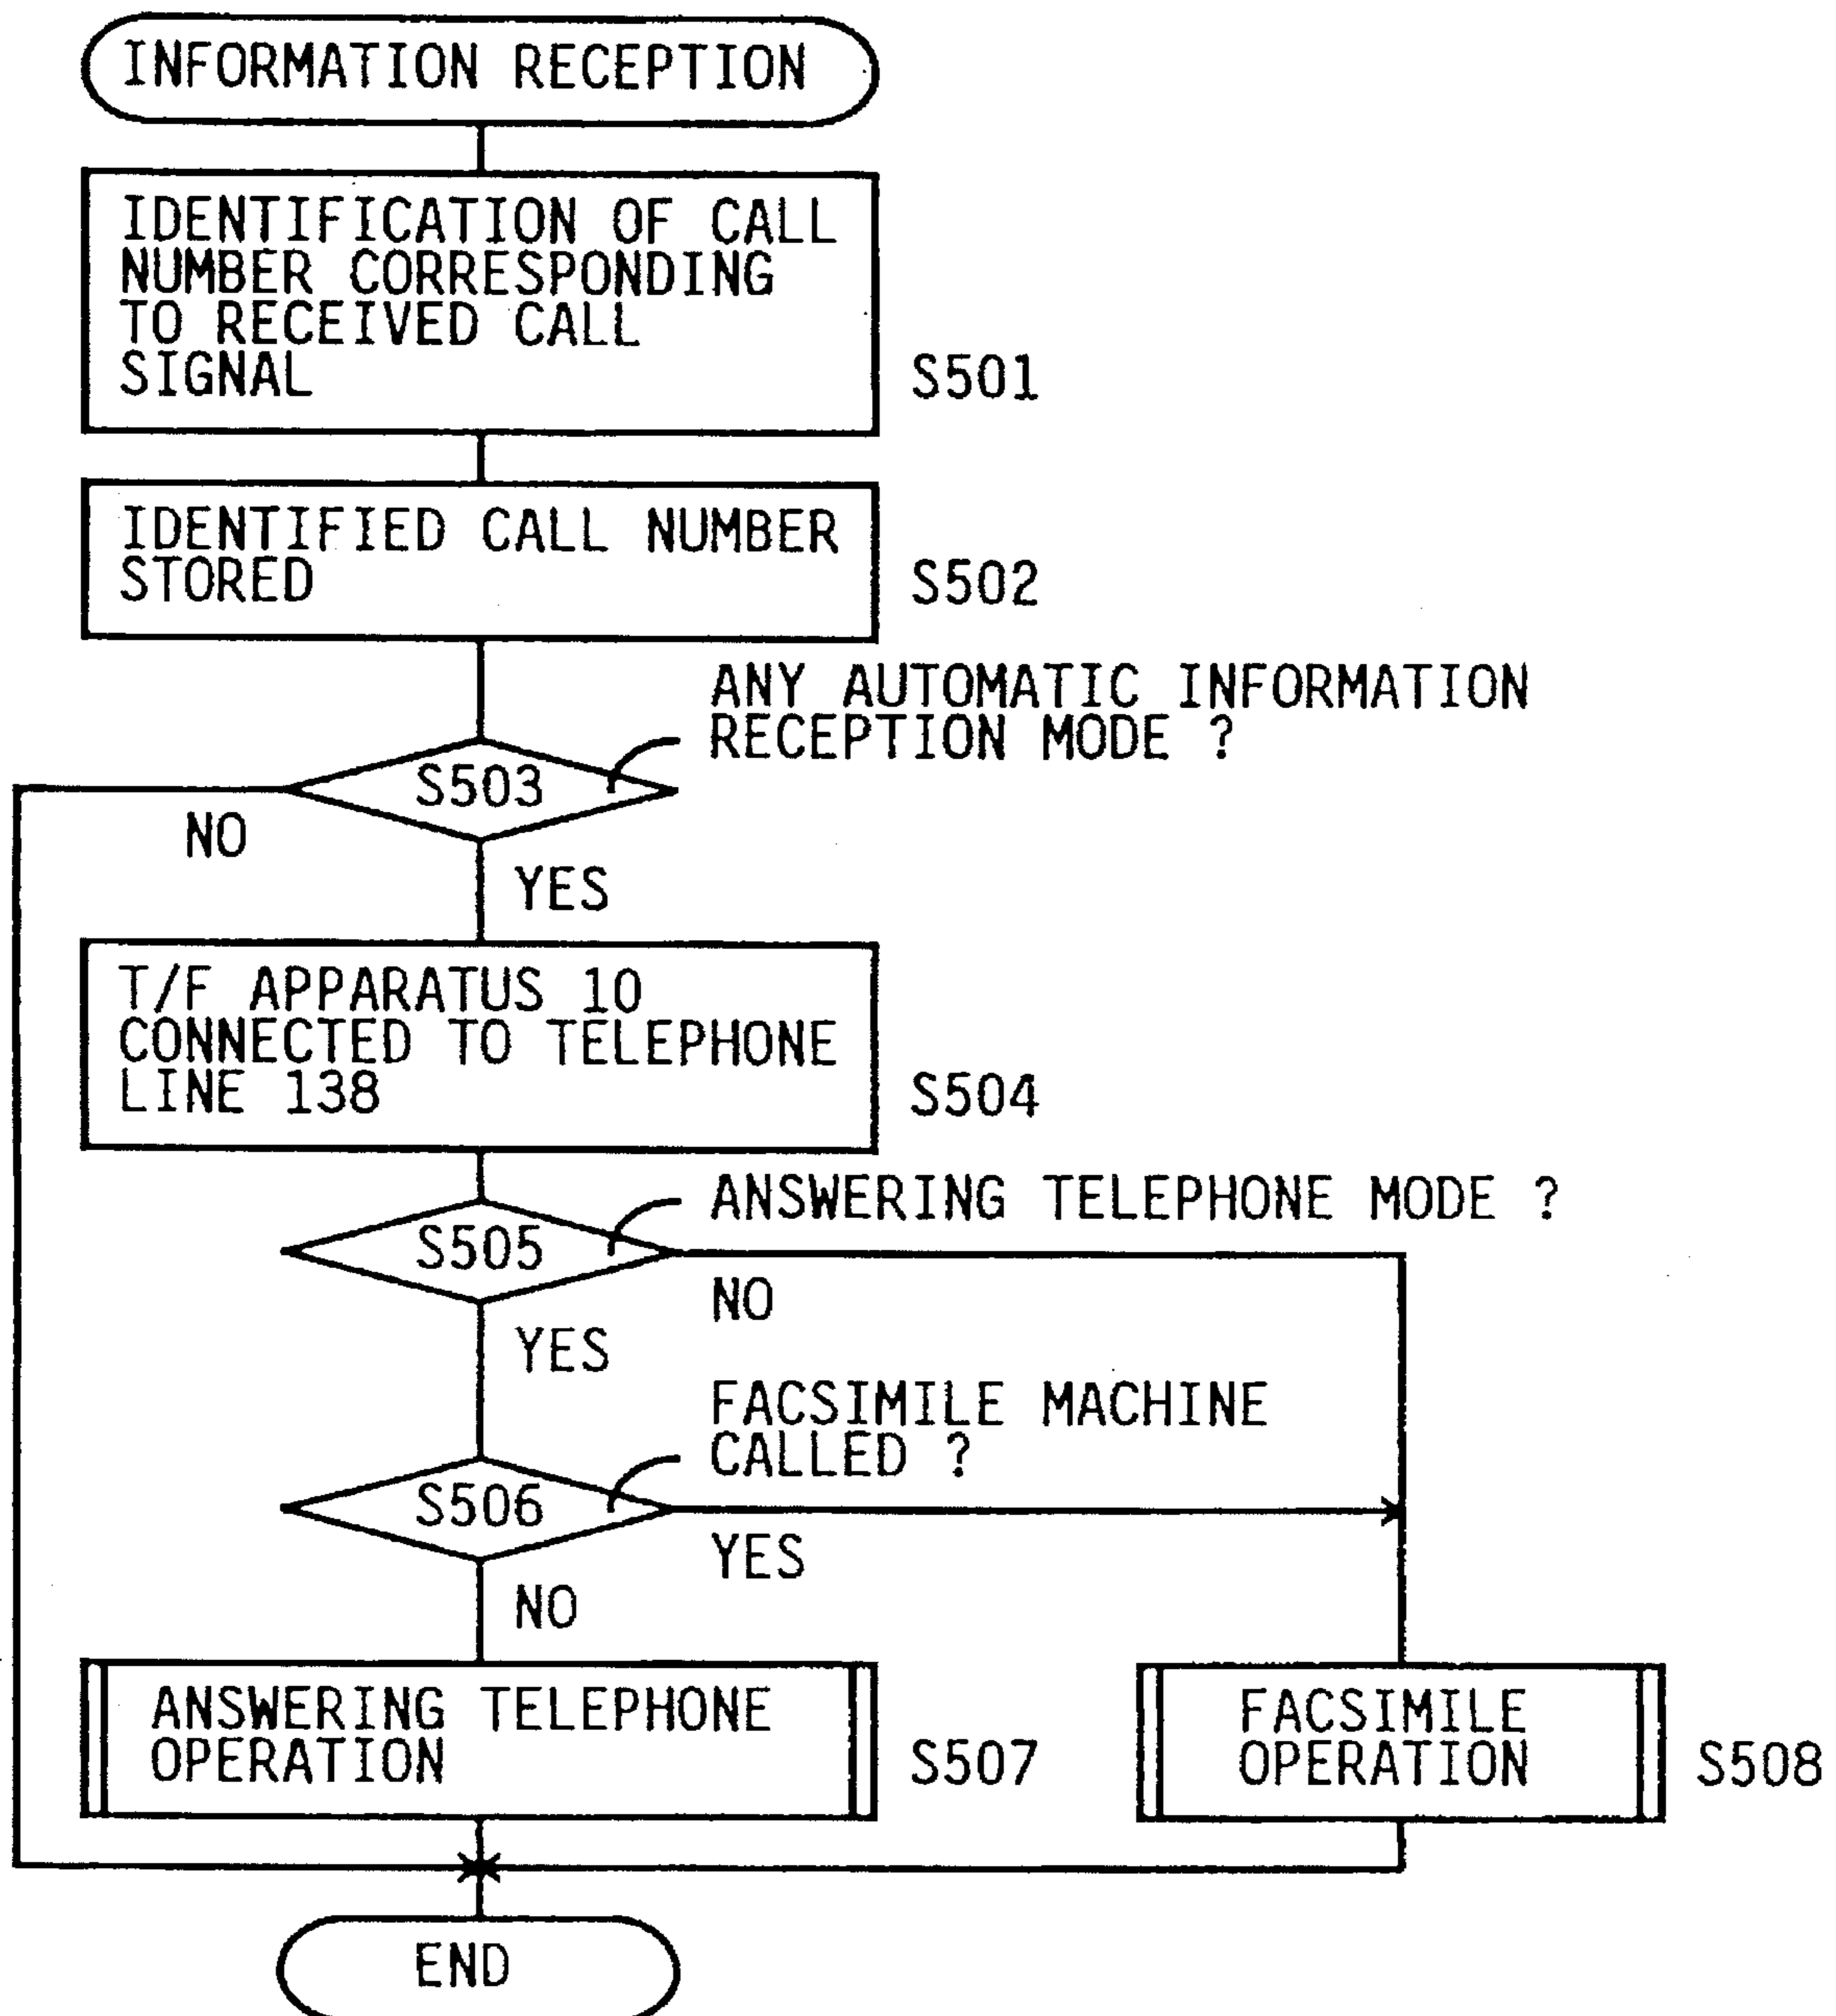 INFORMATION RECEPTION
IDENTIFICATION OF CALL
NUMBER CORRESPONDING
TO RECEIVED CALL
SIGNAL
S501
IDENTIFIED CALL NUMBER
STORED
S502
ANY AUTOMATIC INFORMATION
RECEPTION MODE ?
S503
NO
YES
T/F APPARATUS 10
CONNECTED TO TELEPHONE
LINE 138
S504
ANSWERING TELEPHONE MODE ?
S505
NO
YES
FACSIMILE MACHINE
CALLED ?
S506
YES
NO
ANSWERING TELEPHONE
OPERATION
S507
FACSIMILE
OPERATION
S508
END